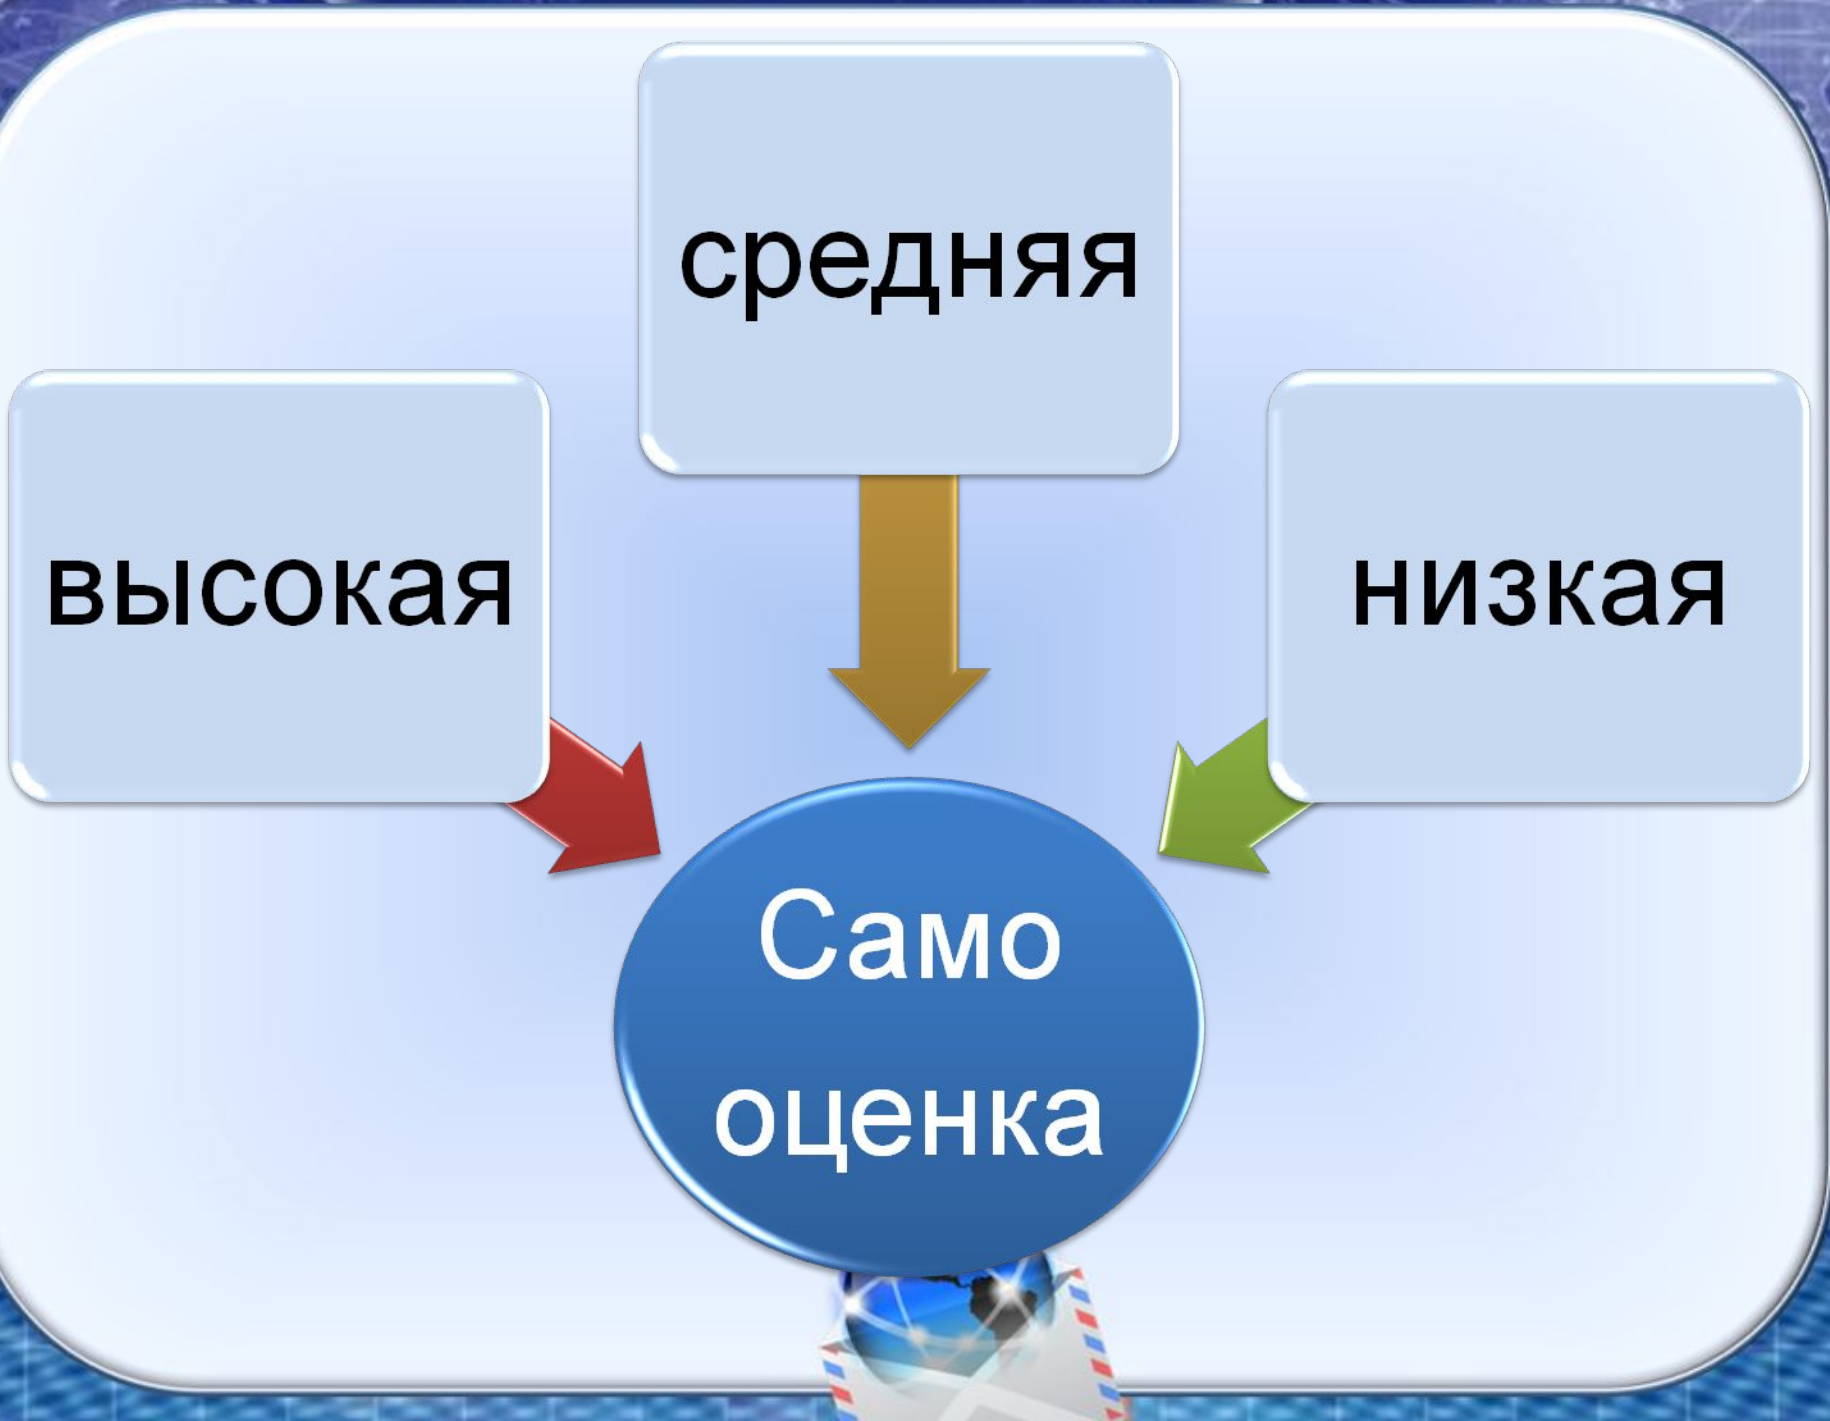 средняя
высокая
низкая
Само
оценка